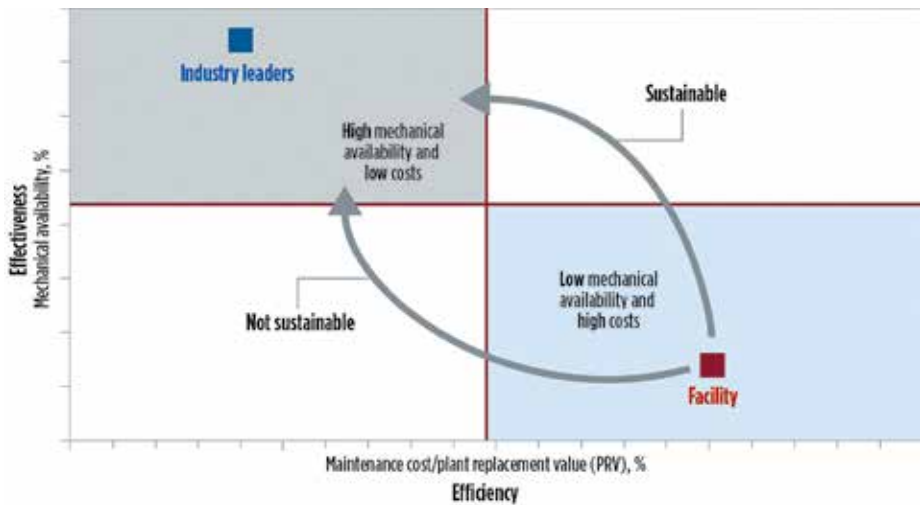 Industry leaders
Sustainable
High mechanical
availability and
low costs
Effectiveness
Mechanical availability, %
Low mechanical
availability and
high costs
Not sustainable
Facility
Maintenance cost/plant replacement value (PRV), %
Efficiency